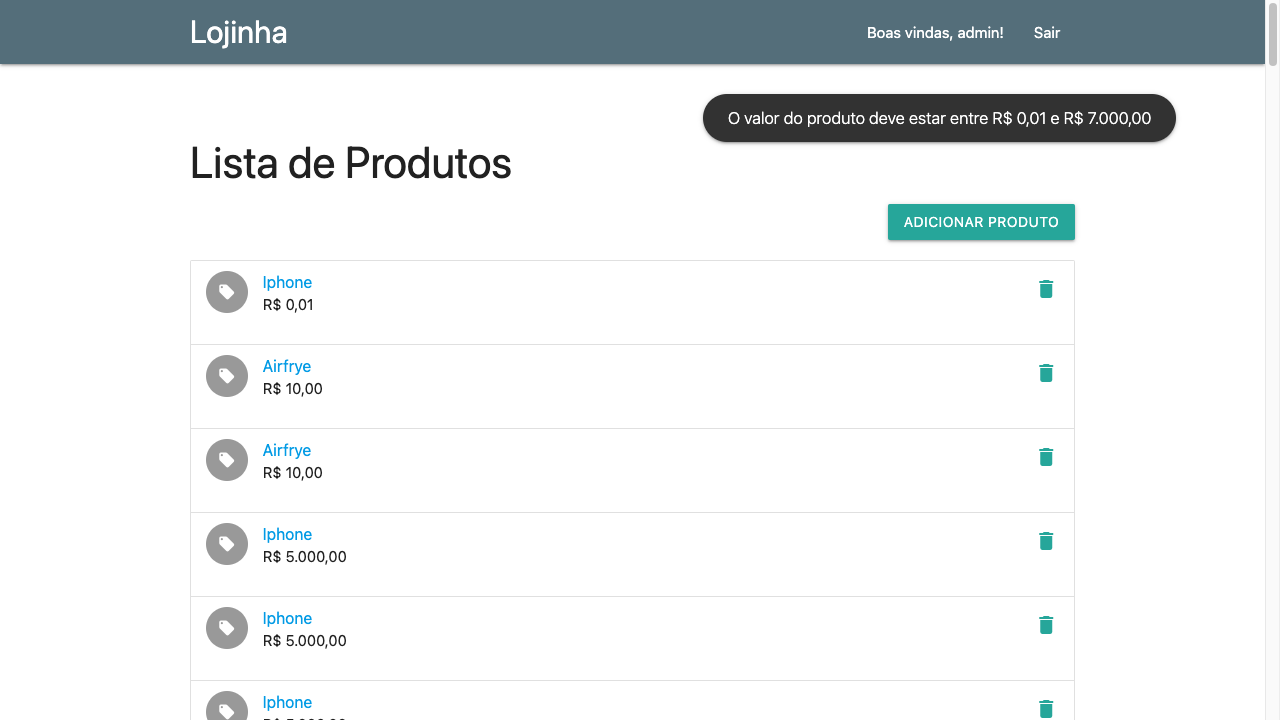 Lojinha
Boas vindas, admin!
Sair
O valor do produto deve estar entre R$ 0,01 e R$ 7.000,00
Lista de Produtos
ADICIONAR PRODUTO
Iphone
R$ 0,01
Airfrye
R$ 10,00
Airfrye
R$ 10,00
Iphone
R$ 5.000,00
Iphone
R$ 5.000,00
Iphone